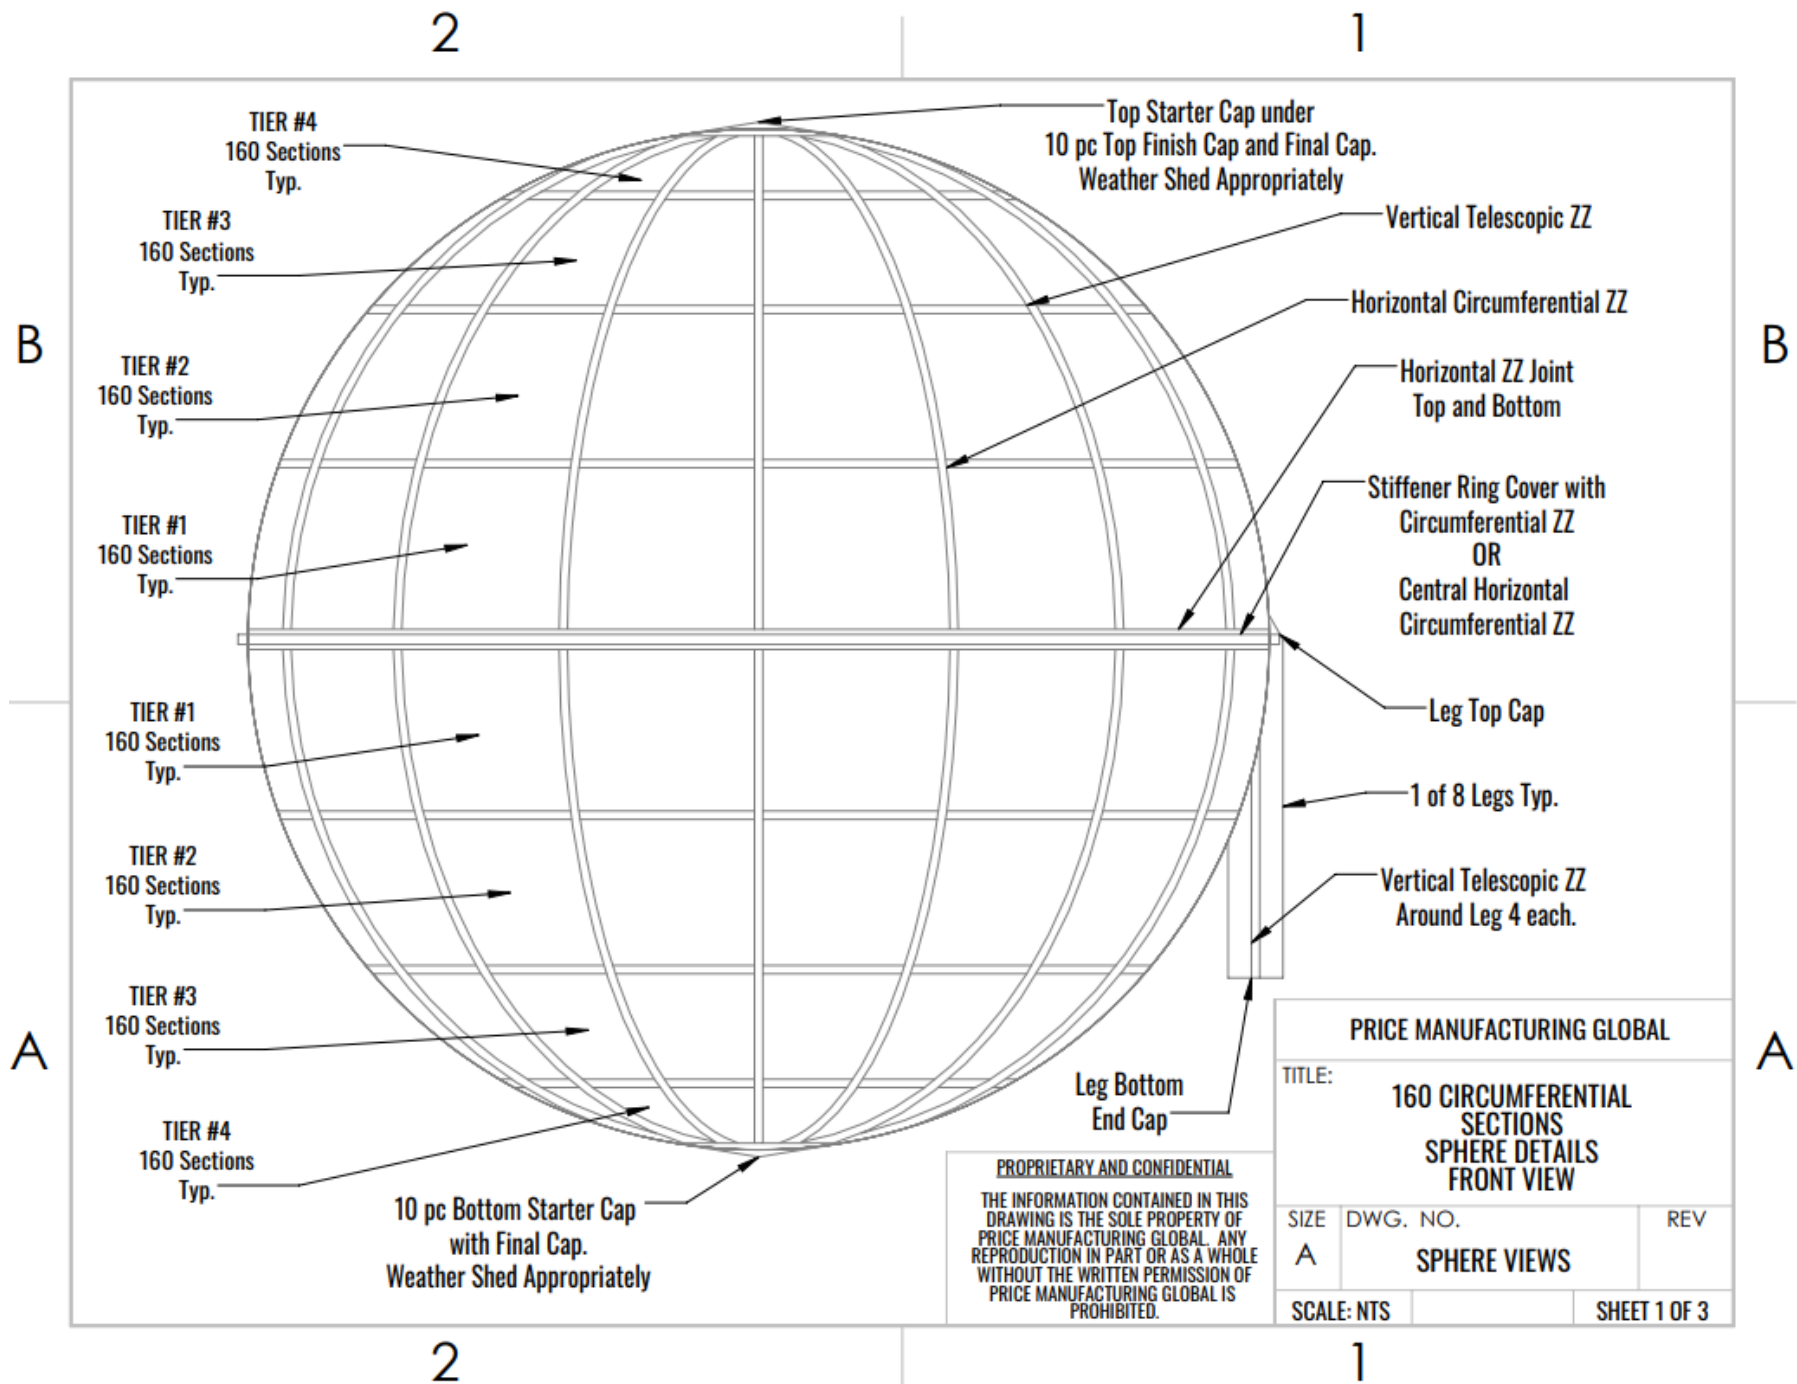 2
1
TIER #4
160 Sections
Typ.
TIER #3
160 Sections
Typ.
B
TIER #2
160 Sections
Typ.
TIER #1
160 Sections
Typ.
TIER #1
160 Sections
Typ.
TIER #2
160 Sections
Typ.
A
TIER #3
160 Sections
Typ.
TIER #4
160 Sections
Typ.
10 pc Bottom Starter Cap
with Final Cap.
Weather Shed Appropriately
Top Starter Cap under
10 pc Top Finish Cap and Final Cap.
Weather Shed Appropriately
Vertical Telescopic ZZ
Horizontal Circumferential ZZ
B
Horizontal ZZ Joint
Top and Bottom
Stiffener Ring Cover with
Circumferential ZZ
OR
Central Horizontal
Circumferential ZZ
Leg Top Cap
1 of 8 Legs Typ.
Vertical Telescopic ZZ
Around Leg 4 each.
Leg Bottom
End Cap
A
PROPRIETARY AND CONFIDENTIAL
THE INFORMATION CONTAINED IN THIS
DRAWING IS THE SOLE PROPERTY OF
PRICE MANUFACTURING GLOBAL. ANY
REPRODUCTION IN PART OR AS A WHOLE
WITHOUT THE WRITTEN PERMISSION OF
PRICE MANUFACTURING GLOBAL IS
PROHIBITED.
PRICE MANUFACTURING GLOBAL
TITLE:
160 CIRCUMFERENTIAL
SECTIONS
SPHERE DETAILS
FRONT VIEW
SIZE
A
DWG. NO.
SPHERE VIEWS
REV
SCALE: NTS
SHEET 1 OF 3
2
1